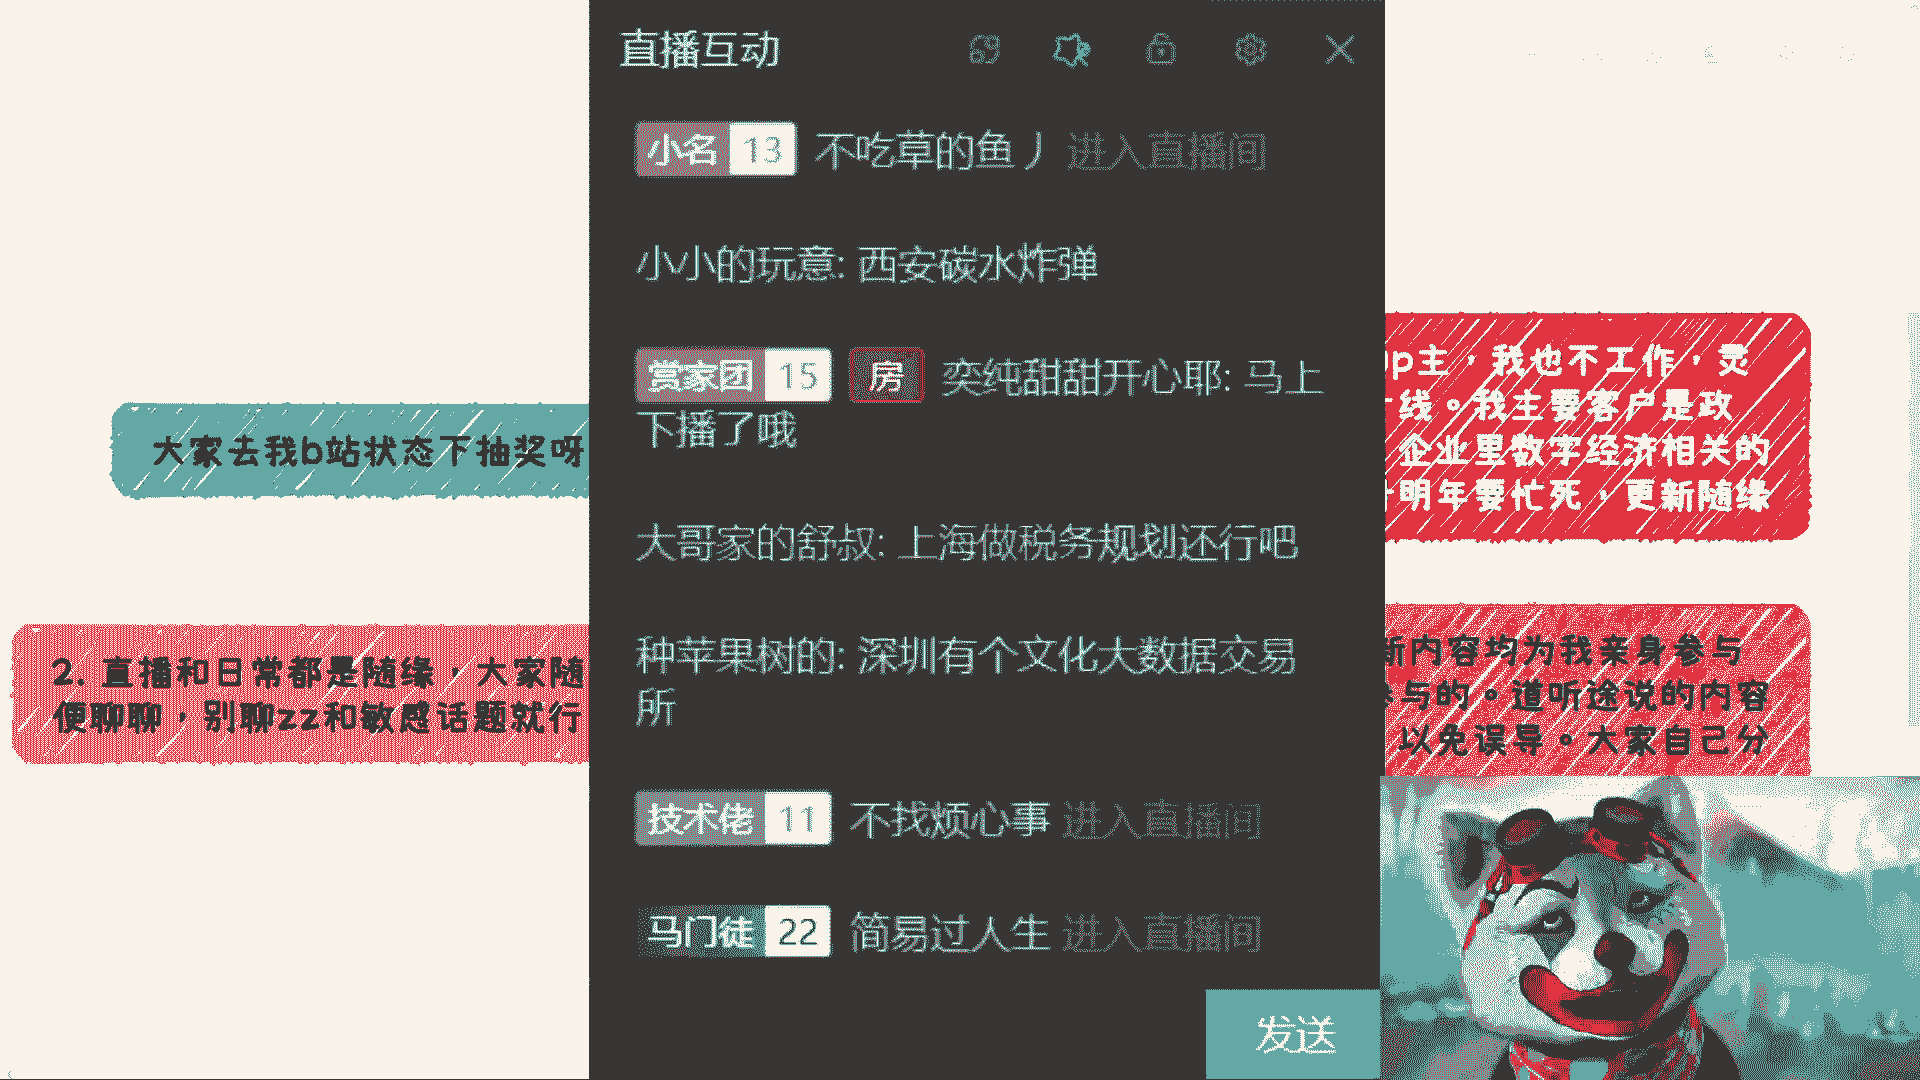 直播互动
小名 13 不吃草的鱼丿 进入直播间
小小的玩意: 西安碳水炸弹
赏家团 15 房 奕纯甜甜开心耶: 马上
下播了哦
大哥家的舒叔: 上海做税务规划还行吧
种苹果树的: 深圳有个文化大数据交易
所
技术佬 11 不找烦心事 进入直播间
马门徒 22 简易过人生 进入直播间
发送
大家去我b站状态下抽奖呀
2. 直播和日常都是随缘，大家随
便聊聊，别聊zz和敏感话题就行
up主，我也不工作，灵
线。我主要客户是政
企业里数字经济相关的
明年要忙死，更新随缘
新内容均为我亲身参与
参与的。道听途说的内容
以免误导。大家自己分